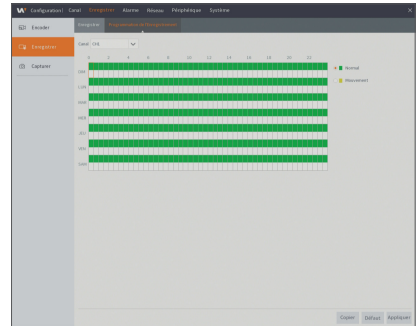 Configuration| Canal Enregistrer Alarme Réseau Périphérique Système X
Encoder
Enregistrer
Capturer
Enregistrer Programmation D'Enregistrement
Canal CH1
0 2 4 6 8 10 12 14 16 18 20 22
DIM
LUN
MAR
MER
JEU
VEN
SAM
Normal
Mouvement
Copier Défaut Appliquer